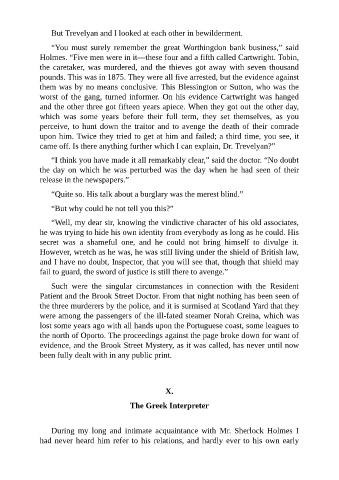 But Trevelyan and I looked at each other in bewilderment.
“You must surely remember the great Worthingdon bank business,” said
Holmes. “Five men were in it—these four and a fifth called Cartwright. Tobin,
the caretaker, was murdered, and the thieves got away with seven thousand
pounds. This was in 1875. They were all five arrested, but the evidence against
them was by no means conclusive. This Blessington or Sutton, who was the
worst of the gang, turned informer. On his evidence Cartwright was hanged
and the other three got fifteen years apiece. When they got out the other day,
which was some years before their full term, they set themselves, as you
perceive, to hunt down the traitor and to avenge the death of their comrade
upon him. Twice they tried to get at him and failed; a third time, you see, it
came off. Is there anything further which I can explain, Dr. Trevelyan?”
“I think you have made it all remarkably clear,” said the doctor. “No doubt
the day on which he was perturbed was the day when he had seen of their
release in the newspapers.”
“Quite so. His talk about a burglary was the merest blind.”
“But why could he not tell you this?”
“Well, my dear sir, knowing the vindictive character of his old associates,
he was trying to hide his own identity from everybody as long as he could. His
secret was a shameful one, and he could not bring himself to divulge it.
However, wretch as he was, he was still living under the shield of British law,
and I have no doubt, Inspector, that you will see that, though that shield may
fail to guard, the sword of justice is still there to avenge.”
Such were the singular circumstances in connection with the Resident
Patient and the Brook Street Doctor. From that night nothing has been seen of
the three murderers by the police, and it is surmised at Scotland Yard that they
were among the passengers of the ill-fated steamer Norah Creina, which was
lost some years ago with all hands upon the Portuguese coast, some leagues to
the north of Oporto. The proceedings against the page broke down for want of
evidence, and the Brook Street Mystery, as it was called, has never until now
been fully dealt with in any public print.
X.
The Greek Interpreter
During my long and intimate acquaintance with Mr. Sherlock Holmes I
had never heard him refer to his relations, and hardly ever to his own early